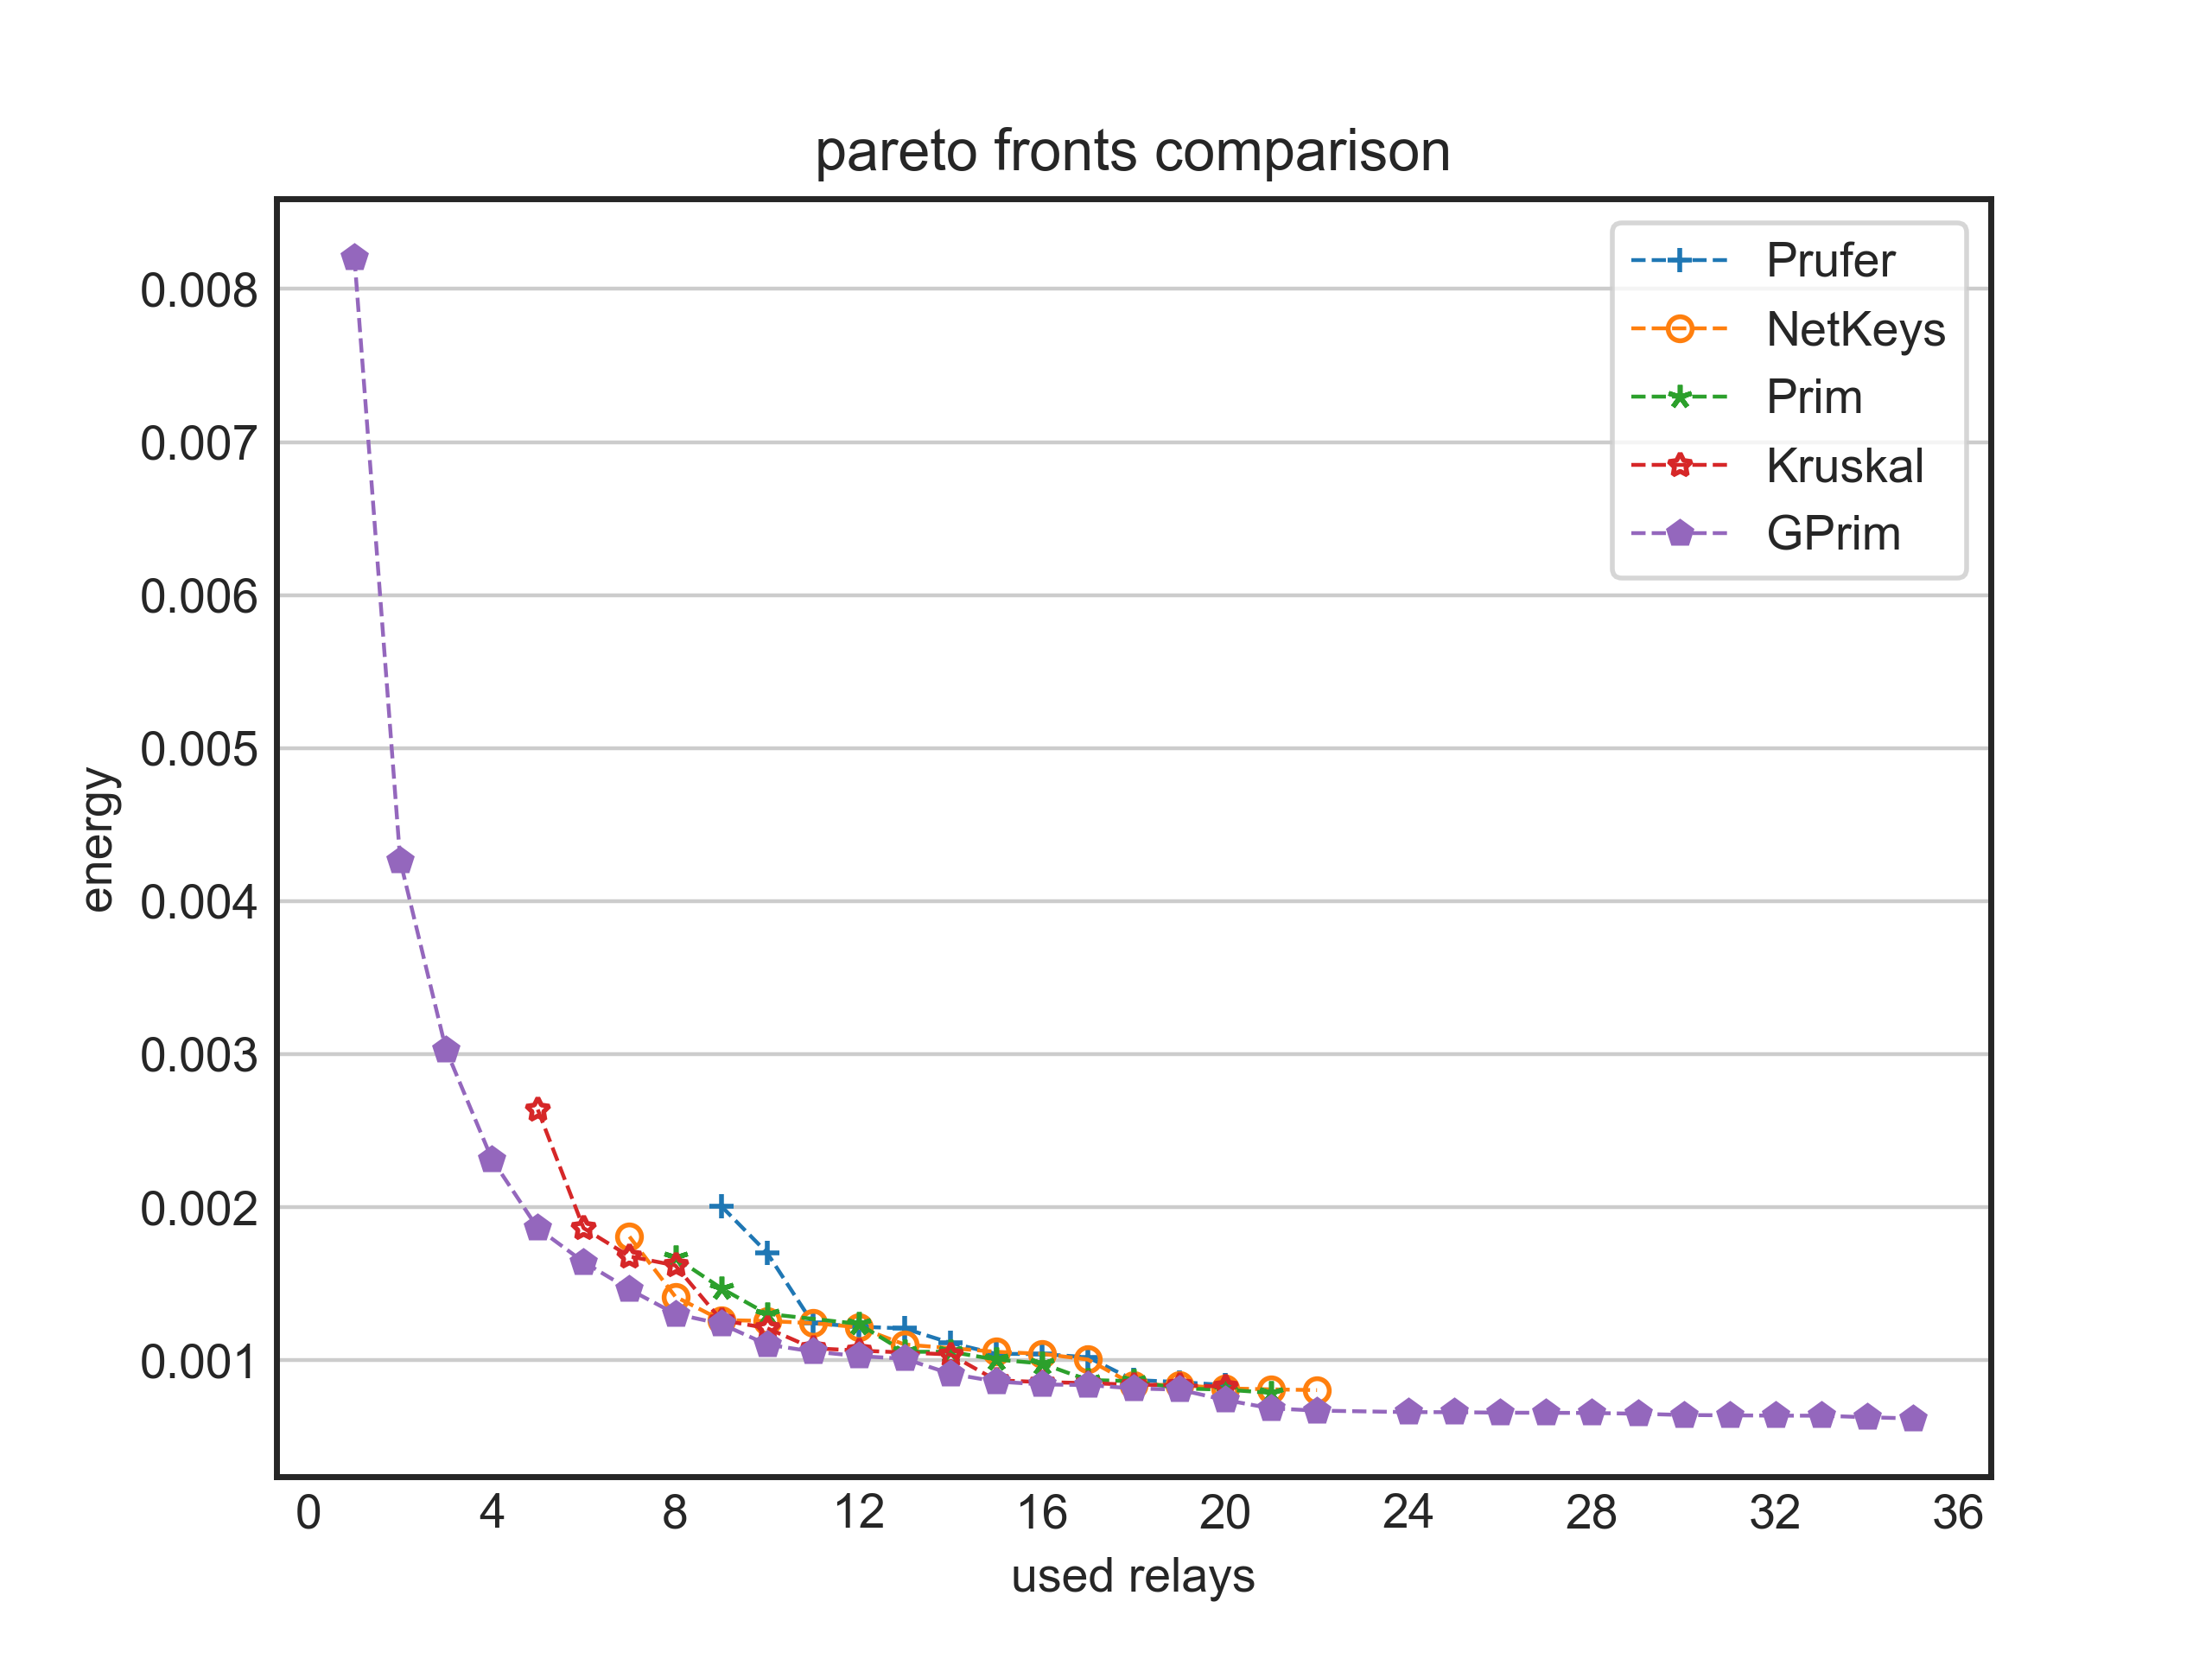 pareto fronts comparison
Prufer
NetKeys
Prim
Kruskal
GPrim
energy
0.008
0.007
0.006
0.005
0.004
0.003
0.002
0.001
0 4 8 12 16 20 24 28 32 36
used relays